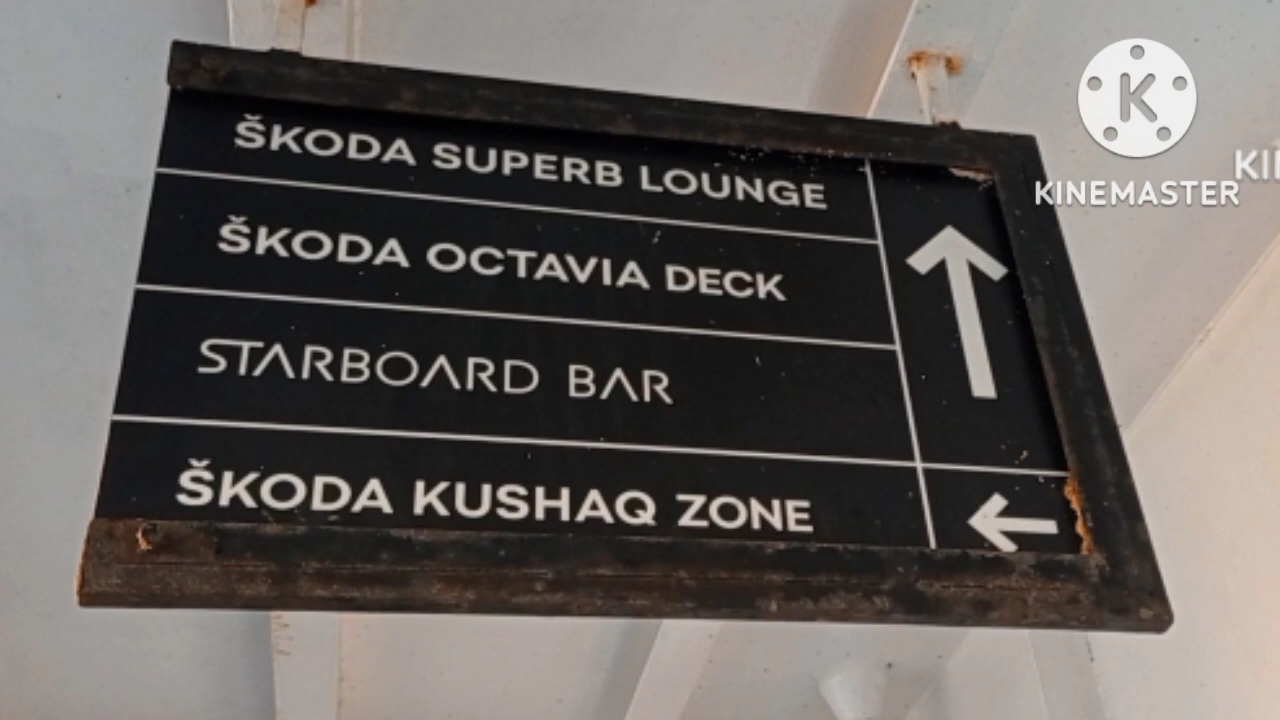 ŠKODA SUPERB LOUNGE
ŠKODA OCTAVIA DECK
STARBOARD BAR
ŠKODA KUSHAQ ZONE
K
KINEMASTER